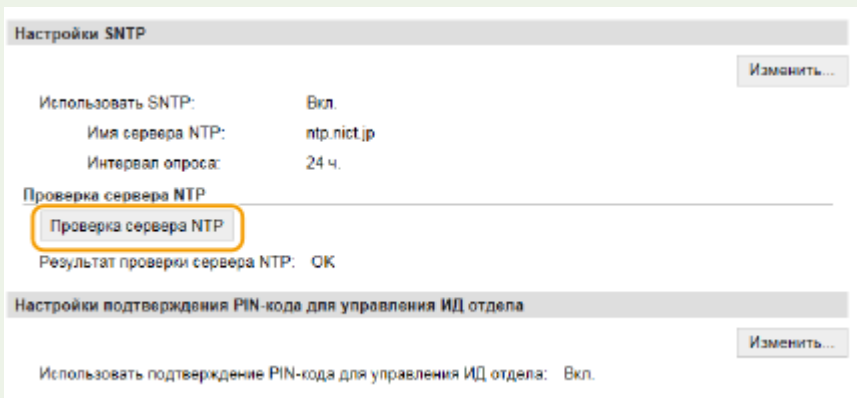 Настройки SNTP
Изменить...
Использовать SNTP: Вкл.
Имя сервера NTP: ntp.nict.jp
Интервал опроса: 24 ч.
Проверка сервера NTP
Проверка сервера NTP
Результат проверки сервера NTP: OK
Настройки подтверждения PIN-кода для управления ИД отдела
Изменить...
Использовать подтверждение PIN-кода для управления ИД отдела: Вкл.